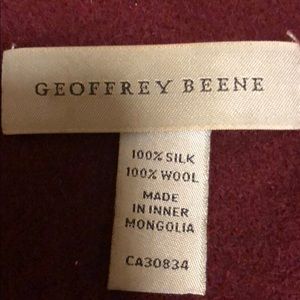 GEOFFREY BEENE
100% SILK
100% WOOL
MADE
IN INNER
MONGOLIA
CA30834